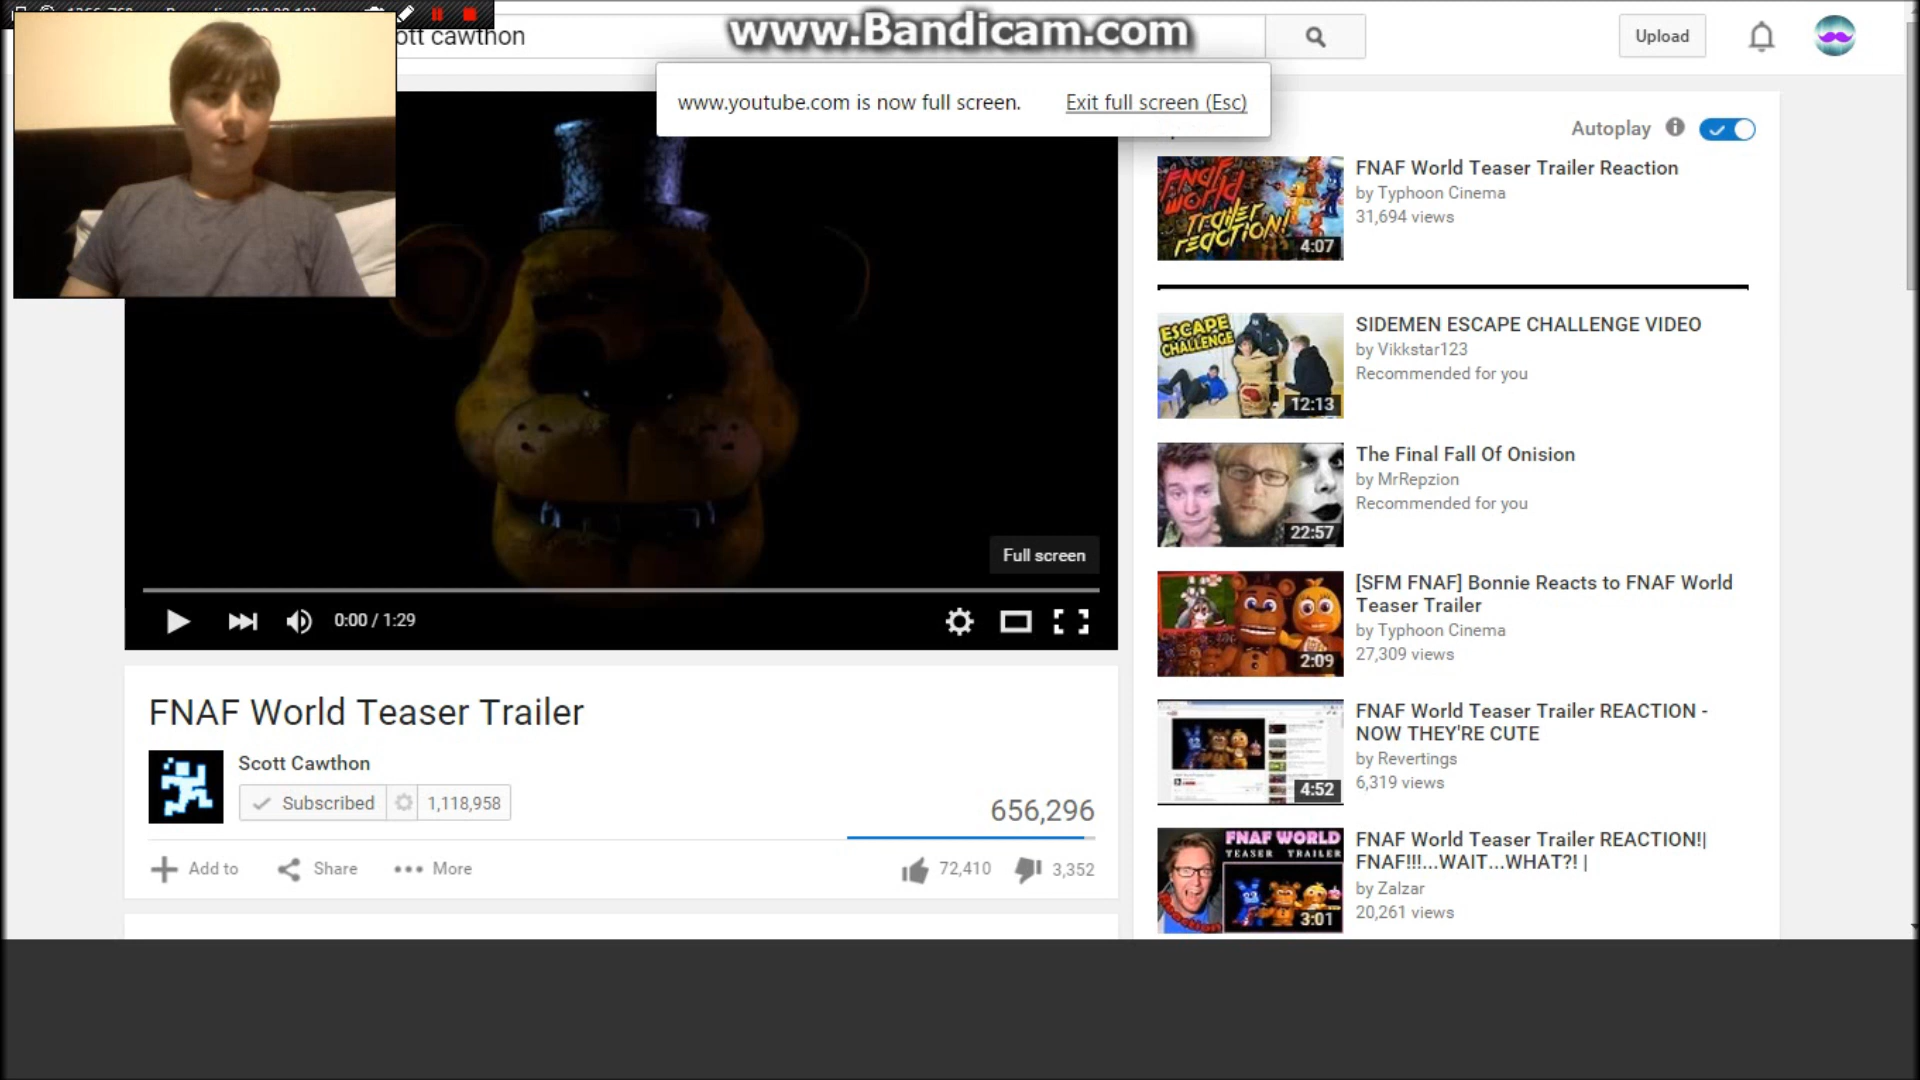 www.Bandicam.com
ott cawthon
Upload
www.youtube.com is now full screen. Exit full screen (Esc)
Autoplay
FNAF World Teaser Trailer Reaction
by Typhoon Cinema
31,694 views
FNAF WORLD
TRAILER
REACTION!
4:07
SIDEMEN ESCAPE CHALLENGE VIDEO
by Vikkstar123
Recommended for you
ESCAPE
CHALLENGE
12:13
The Final Fall Of Onision
by MrRepzion
Recommended for you
22:57
[SFM FNAF] Bonnie Reacts to FNAF World
Teaser Trailer
by Typhoon Cinema
27,309 views
2:09
FNAF World Teaser Trailer REACTION -
NOW THEY'RE CUTE
by Revertings
6,319 views
4:52
FNAF World Teaser Trailer REACTION!|
FNAF!!!...WAIT...WHAT?! |
by Zalzar
20,261 views
FNAF WORLD
TEASER TRAILER
3:01
Full screen
0:00 / 1:29
FNAF World Teaser Trailer
Scott Cawthon
Subscribed 1,118,958
656,296
Add to Share More 72,410 3,352